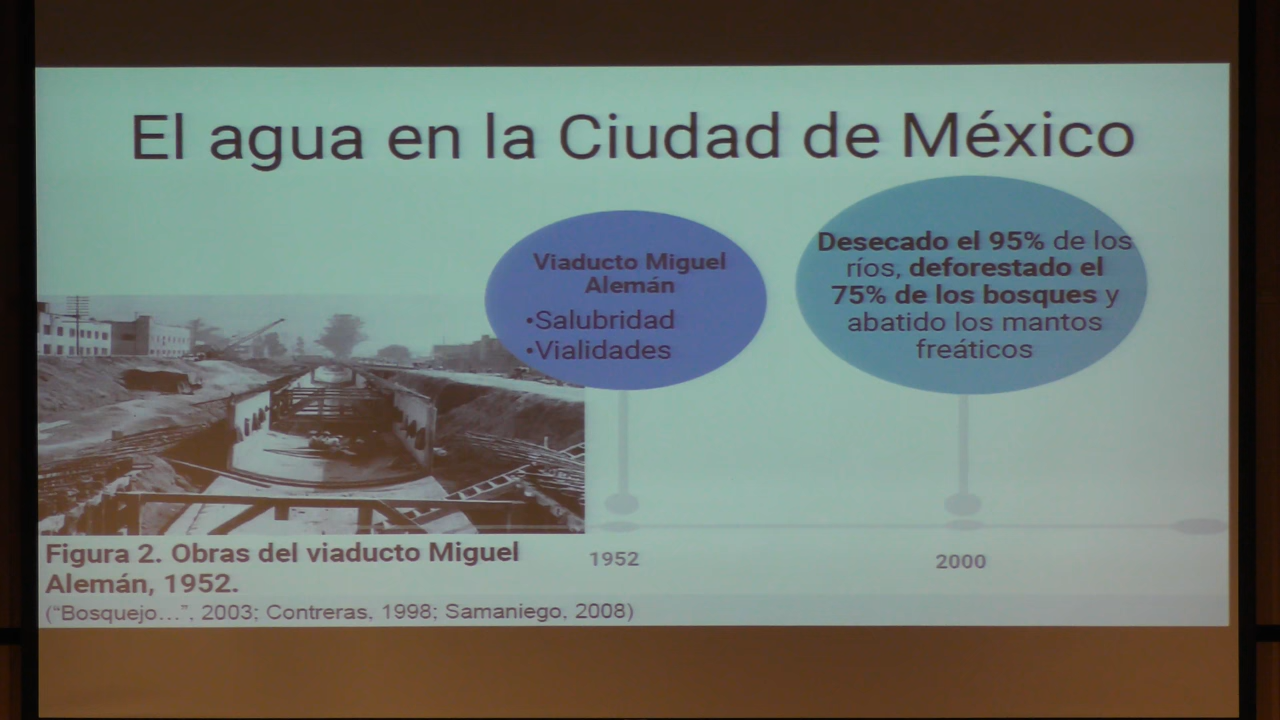 El agua en la Ciudad de México
Viaducto Miguel
Alemán
•Salubridad
•Vialidades
Desecado el 95% de los
ríos, deforestado el
75% de los bosques y
abatido los mantos
freáticos
1952
2000
Figura 2. Obras del viaducto Miguel
Alemán, 1952.
("Bosquejo...", 2003; Contreras, 1998; Samaniego, 2008)